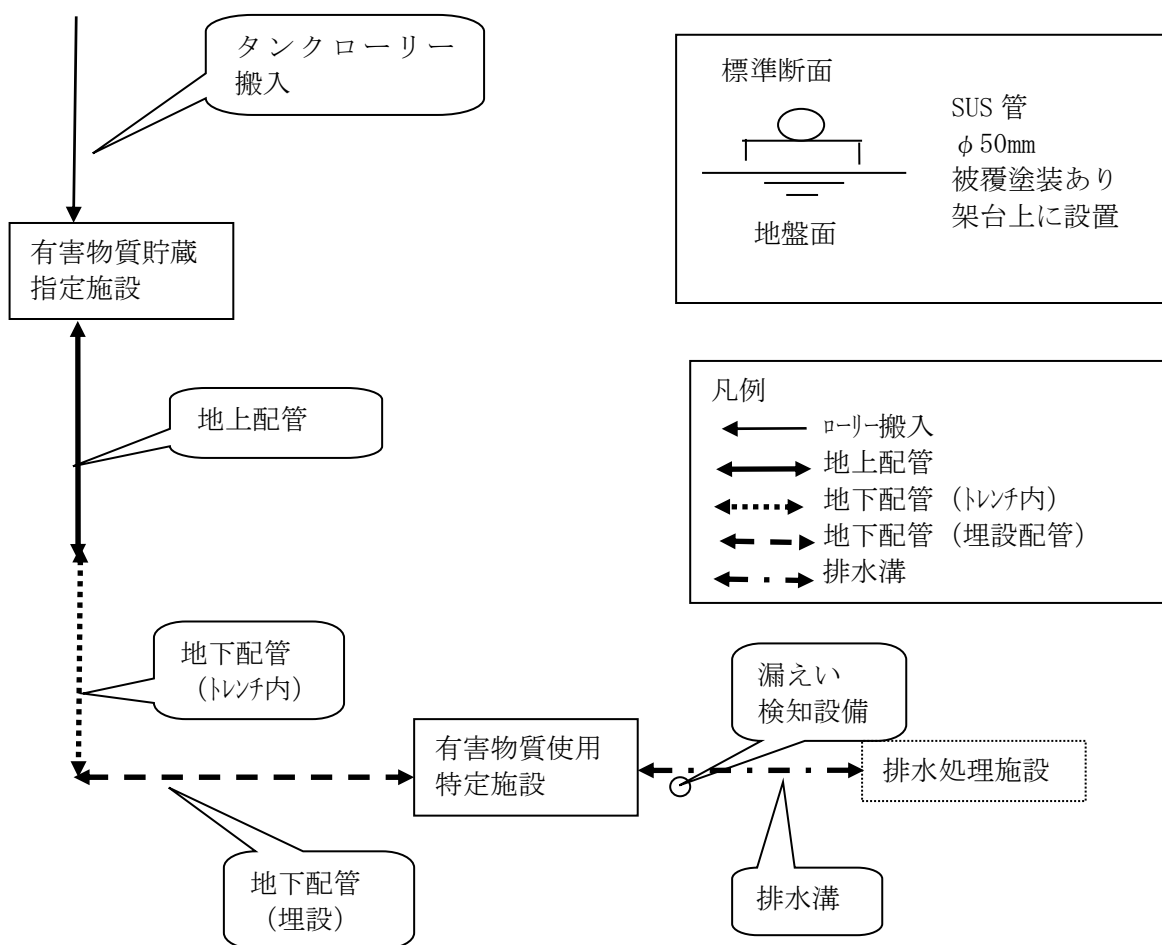 タンクローリー
搬入
標準断面
SUS 管
φ50mm
被覆塗装あり
架台上に設置
地盤面
有害物質貯蔵
指定施設
地上配管
凡例
ﾛｰﾘｰ搬入
地上配管
地下配管（ﾄﾚﾝﾁ内）
地下配管（埋設配管）
排水溝
地下配管
（ﾄﾚﾝﾁ内）
漏えい
検知設備
有害物質使用
特定施設
排水処理施設
地下配管
（埋設）
排水溝